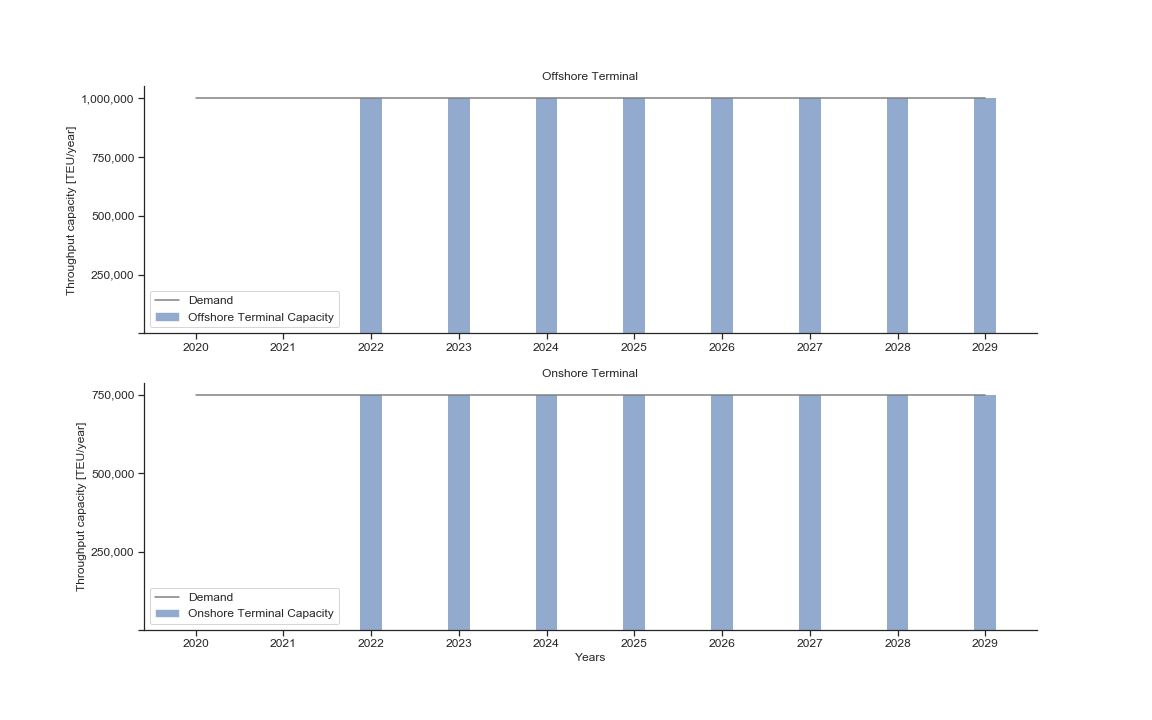 Offshore Terminal
Throughput capacity [TEU/year]
1,000,000
750,000
500,000
250,000
Demand
Offshore Terminal Capacity
2020 2021 2022 2023 2024 2025 2026 2027 2028 2029
Onshore Terminal
Throughput capacity [TEU/year]
750,000
500,000
250,000
Demand
Onshore Terminal Capacity
2020 2021 2022 2023 2024 2025 2026 2027 2028 2029
Years